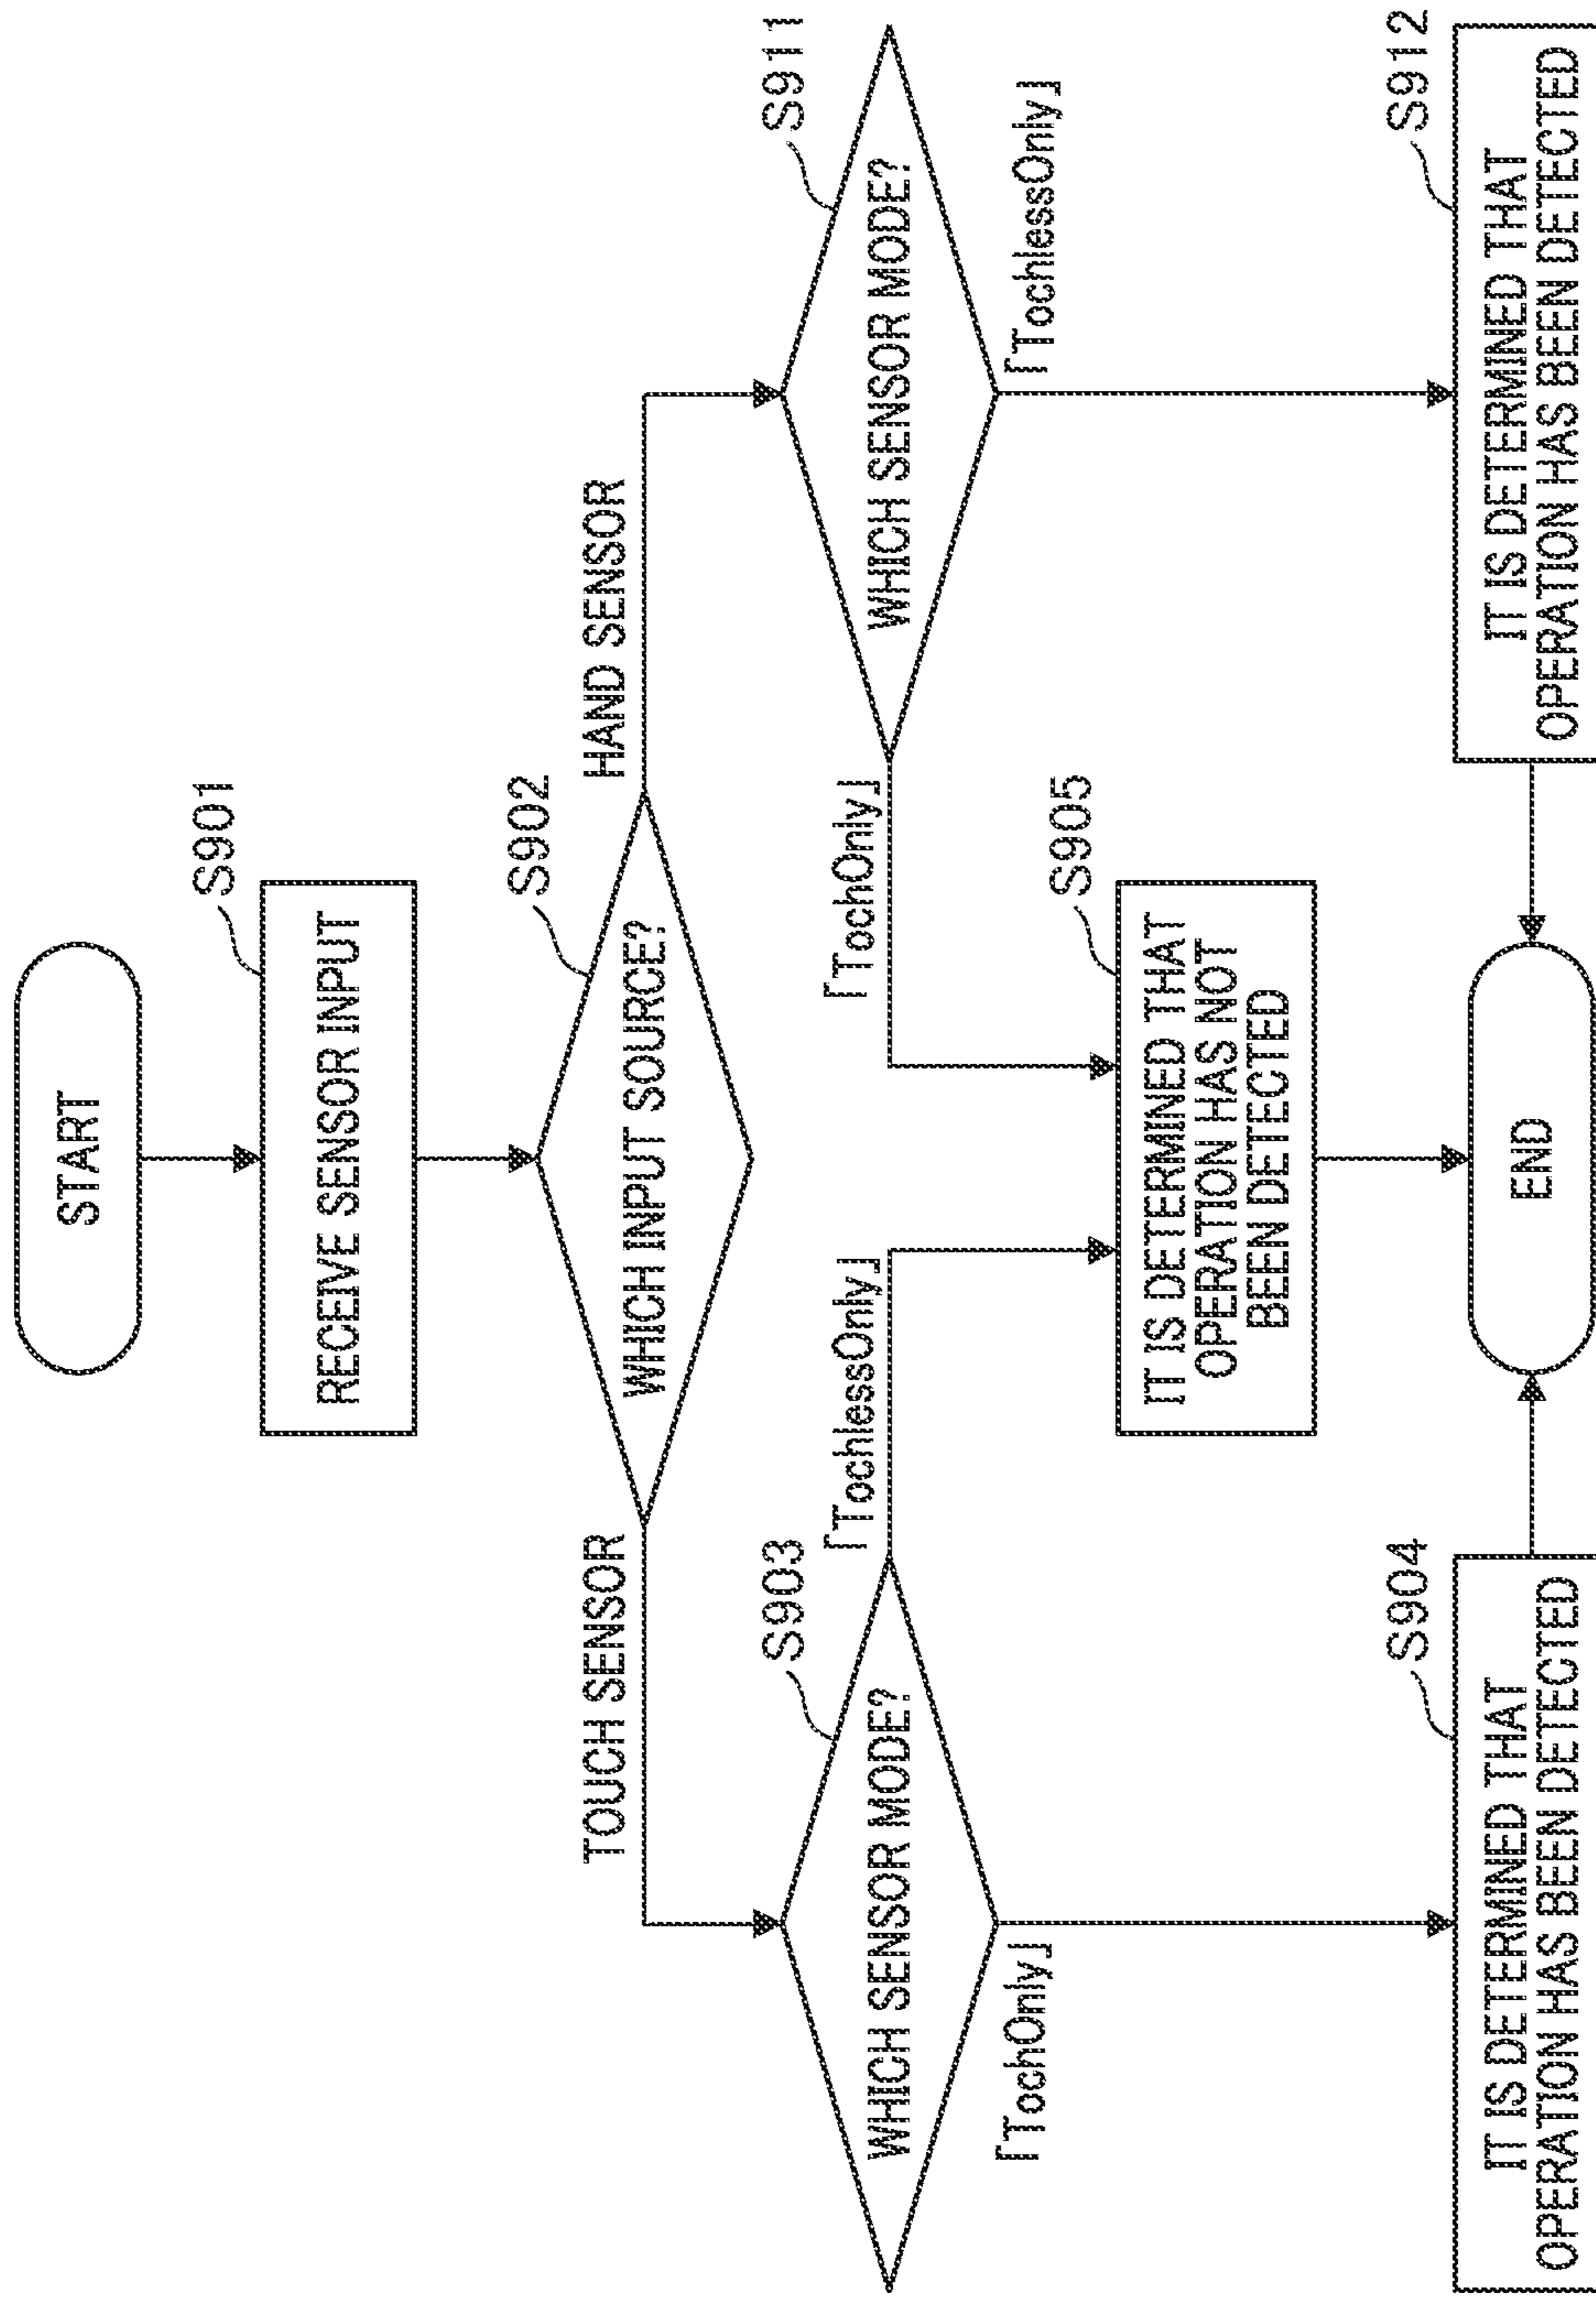 START
S901
RECEIVE SENSOR INPUT
S902
WHICH INPUT SOURCE?
TOUCH SENSOR
HAND SENSOR
S903
WHICH SENSOR MODE?
「TochlessOnly」
「TochOnly」
S911
WHICH SENSOR MODE?
「TochOnly」
「TochlessOnly」
S905
IT IS DETERMINED THAT
OPERATION HAS NOT
BEEN DETECTED
S904
IT IS DETERMINED THAT
OPERATION HAS BEEN DETECTED
END
S912
IT IS DETERMINED THAT
OPERATION HAS BEEN DETECTED